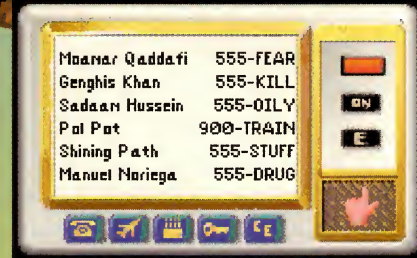 Moamar Qaddafi 555-FEAR
Genghis Khan 555-KILL
Sadaam Hussein 555-OILY
Pol Pot 900-TRAIN
Shining Path 555-STUFF
Manuel Noriega 555-DRUG
ON
E
E E